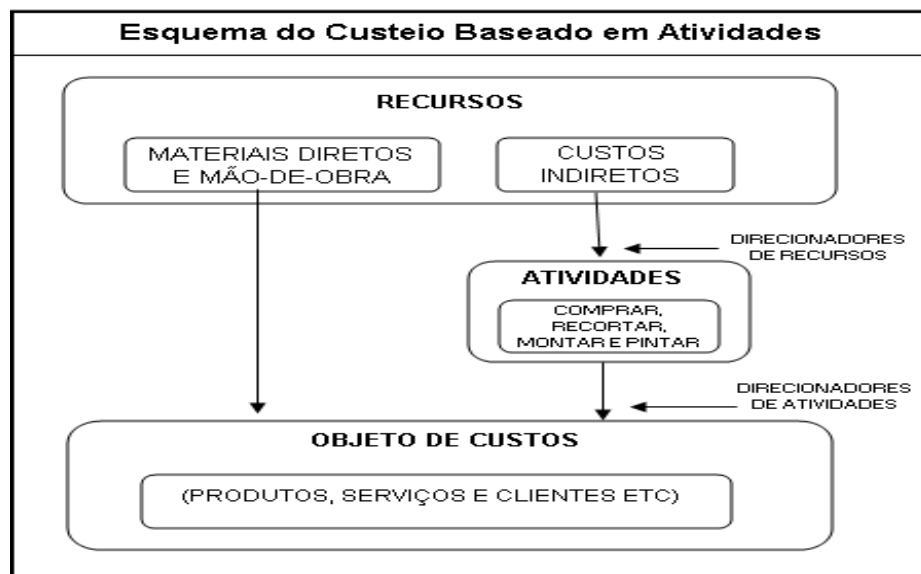 Esquema do Custeio Baseado em Atividades
RECURSOS
MATERIAIS DIRETOS
E MÃO-DE-OBRA
CUSTOS
INDIRETOS
DIRECIONADORES
DE RECURSOS
ATIVIDADES
COMPRAR,
RECORTAR,
MONTAR E PINTAR
DIRECIONADORES
DE ATIVIDADES
OBJETO DE CUSTOS
(PRODUTOS, SERVIÇOS E CLIENTES ETC)